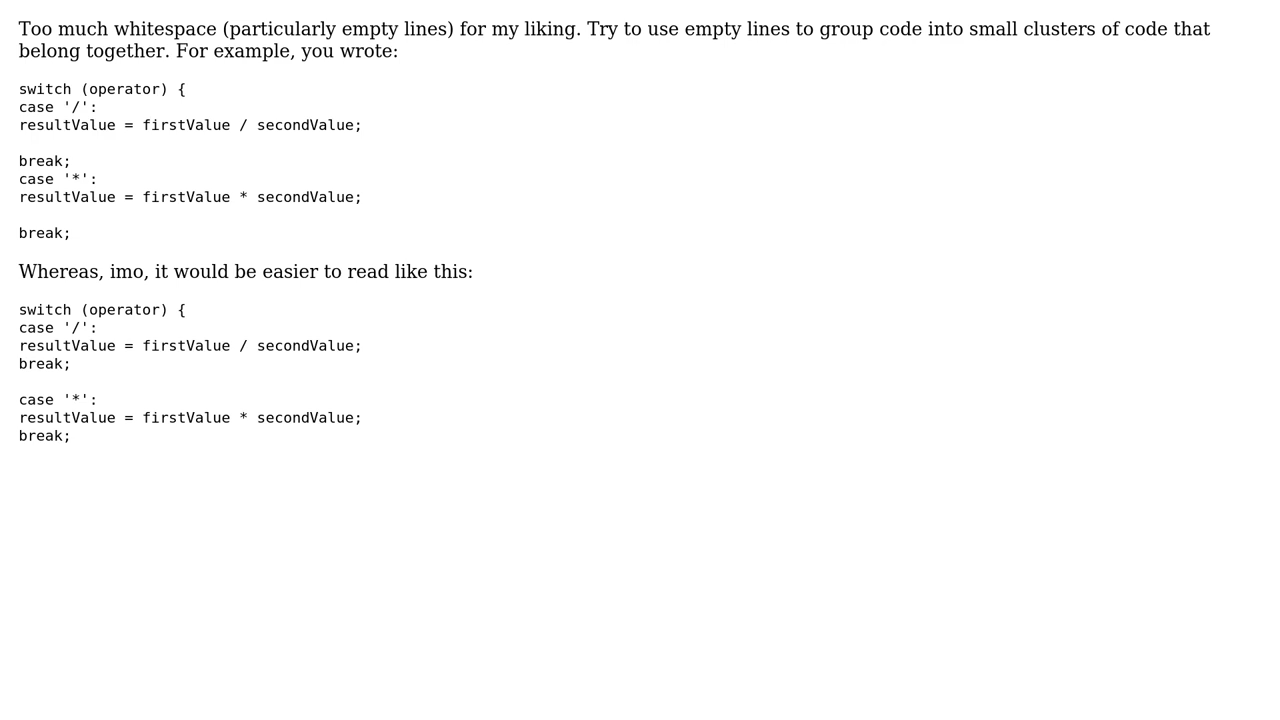 Too much whitespace (particularly empty lines) for my liking. Try to use empty lines to group code into small clusters of code that
belong together. For example, you wrote:
switch (operator) {
case '/':
resultValue = firstValue / secondValue;
break;
case '*':
resultValue = firstValue * secondValue;
break;
Whereas, imo, it would be easier to read like this:
switch (operator) {
case '/':
resultValue = firstValue / secondValue;
break;
case '*':
resultValue = firstValue * secondValue;
break;